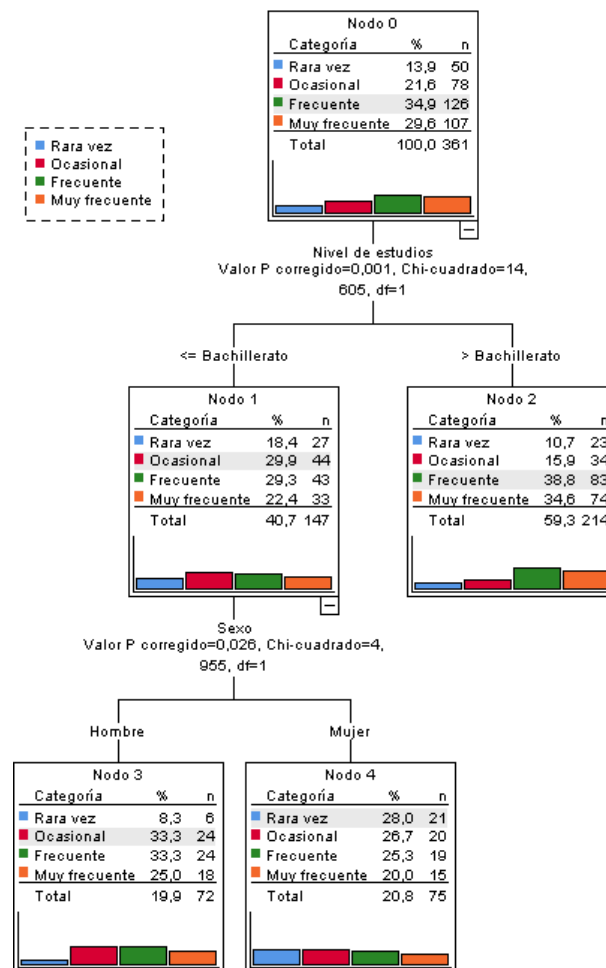 Nodo 0
Categoría % n
Rara vez 13,9 50
Ocasional 21,6 78
Frecuente 34,9 126
Muy frecuente 29,6 107
Total 100,0 361
Rara vez
Ocasional
Frecuente
Muy frecuente
Nivel de estudios
Valor P corregido=0,001, Chi-cuadrado=14,
605, df=1
<= Bachillerato
> Bachillerato
Nodo 1
Categoría % n
Rara vez 18,4 27
Ocasional 29,9 44
Frecuente 29,3 43
Muy frecuente 22,4 33
Total 40,7 147
Nodo 2
Categoría % n
Rara vez 10,7 23
Ocasional 15,9 34
Frecuente 38,8 83
Muy frecuente 34,6 74
Total 59,3 214
Sexo
Valor P corregido=0,026, Chi-cuadrado=4,
955, df=1
Hombre
Mujer
Nodo 3
Categoría % n
Rara vez 8,3 6
Ocasional 33,3 24
Frecuente 33,3 24
Muy frecuente 25,0 18
Total 19,9 72
Nodo 4
Categoría % n
Rara vez 28,0 21
Ocasional 26,7 20
Frecuente 25,3 19
Muy frecuente 20,0 15
Total 20,8 75